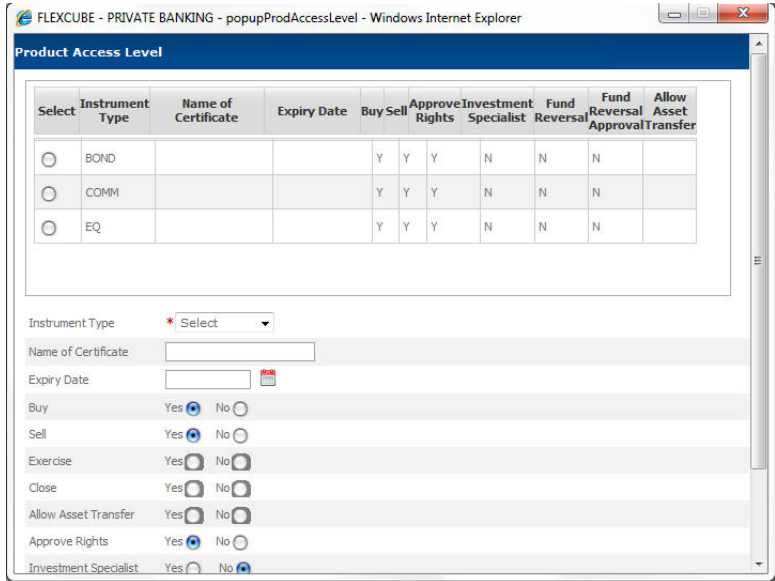 FLEXCUBE - PRIVATE BANKING - popupProdAccessLevel - Windows Internet Explorer
Product Access Level
Select Instrument Type Name of Certificate Expiry Date Buy Sell Approve Rights Investment Specialist Fund Reversal Fund Reversal Approval Allow Asset Transfer
BOND Y Y Y N N N
COMM Y Y Y N N N
EQ Y Y Y N N N
Instrument Type * Select
Name of Certificate
Expiry Date
Buy Yes No
Sell Yes No
Exercise Yes No
Close Yes No
Allow Asset Transfer Yes No
Approve Rights Yes No
Investment Specialist Yes No